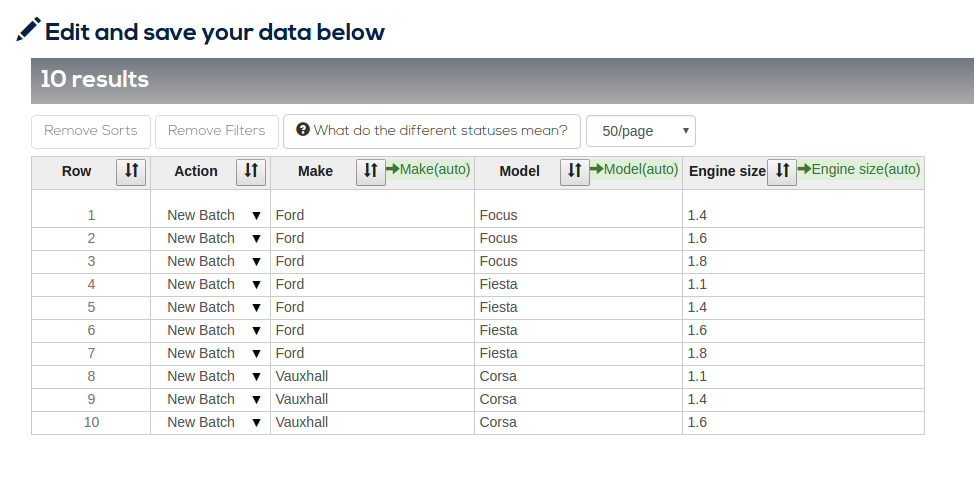 Edit and save your data below
10 results
Remove Sorts Remove Filters What do the different statuses mean? 50/page
Row Action Make Make(auto) Model Model(auto) Engine size Engine size(auto)
1 New Batch Ford Focus 1.4
2 New Batch Ford Focus 1.6
3 New Batch Ford Focus 1.8
4 New Batch Ford Fiesta 1.1
5 New Batch Ford Fiesta 1.4
6 New Batch Ford Fiesta 1.6
7 New Batch Ford Fiesta 1.8
8 New Batch Vauxhall Corsa 1.1
9 New Batch Vauxhall Corsa 1.4
10 New Batch Vauxhall Corsa 1.6